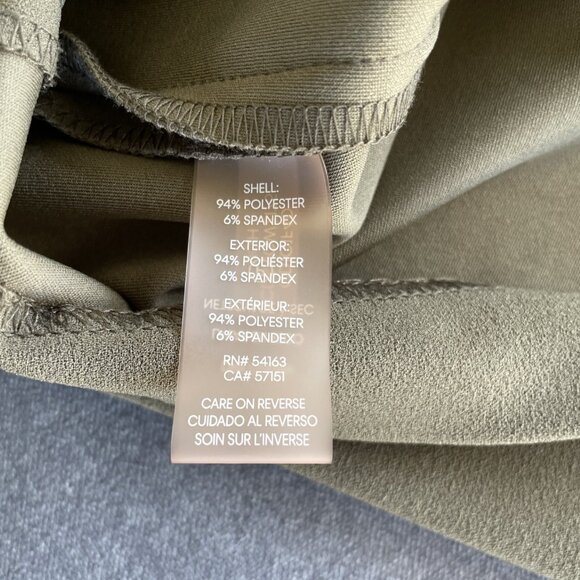 SHELL:
94% POLYESTER
6% SPANDEX
EXTERIOR:
94% POLIÉSTER
6% SPANDEX
EXTÉRIEUR:
94% POLYESTER
6% SPANDEX
RN# 54163
CA# 57151
CARE ON REVERSE
CUIDADO AL REVERSO
SOIN SUR L'INVERSE